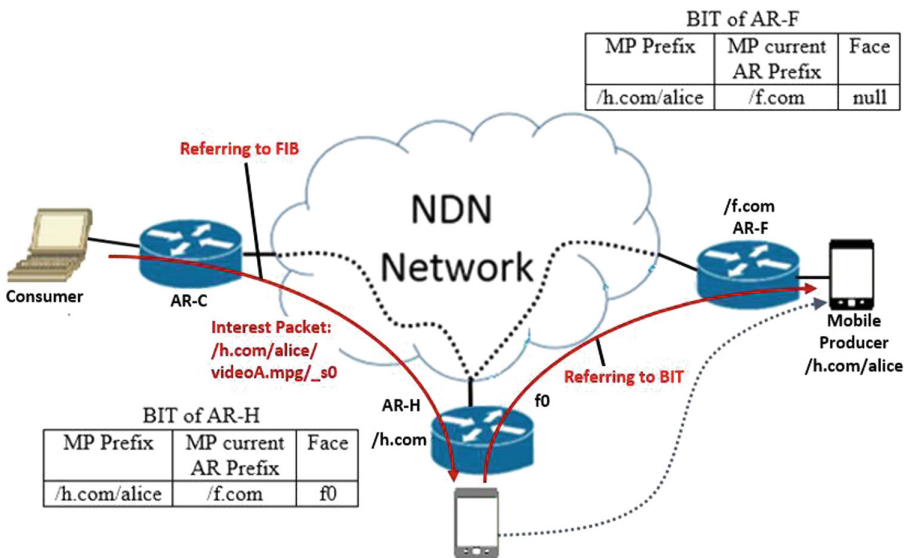 BIT of AR-F
MP Prefix
MP current
AR Prefix
Face
/h.com/alice
/f.com
null
Referring to FIB
NDN
Network
/f.com
AR-F
AR-C
Consumer
Mobile
Producer
/h.com/alice
Interest Packet:
/h.com/alice/
videoA.mpg/_s0
Referring to BIT
AR-H
f0
/h.com
BIT of AR-H
MP Prefix
MP current
AR Prefix
Face
/h.com/alice
/f.com
f0